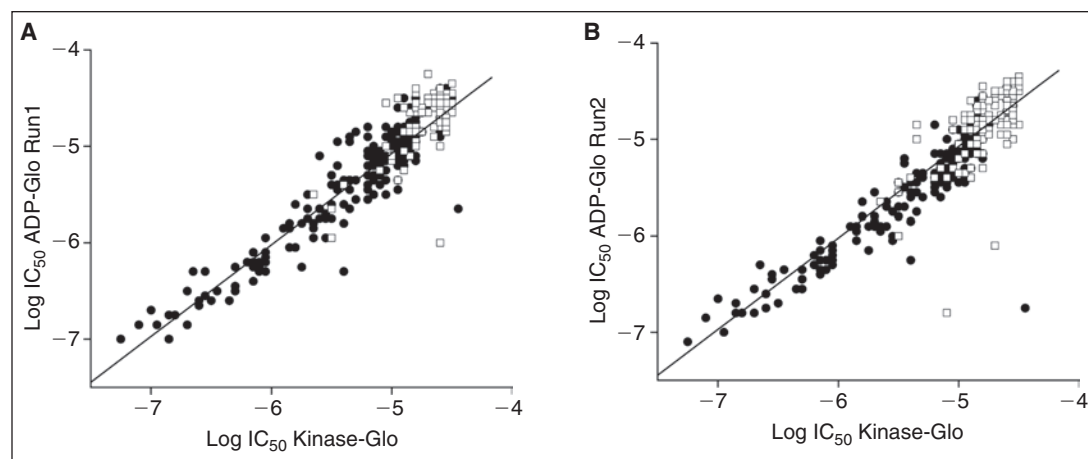 A
−4
−5
−6
−7
Log IC50 ADP-Glo Run1
−7 −6 −5 −4
Log IC50 Kinase-Glo
B
−4
−5
−6
−7
Log IC50 ADP-Glo Run2
−7 −6 −5 −4
Log IC50 Kinase-Glo